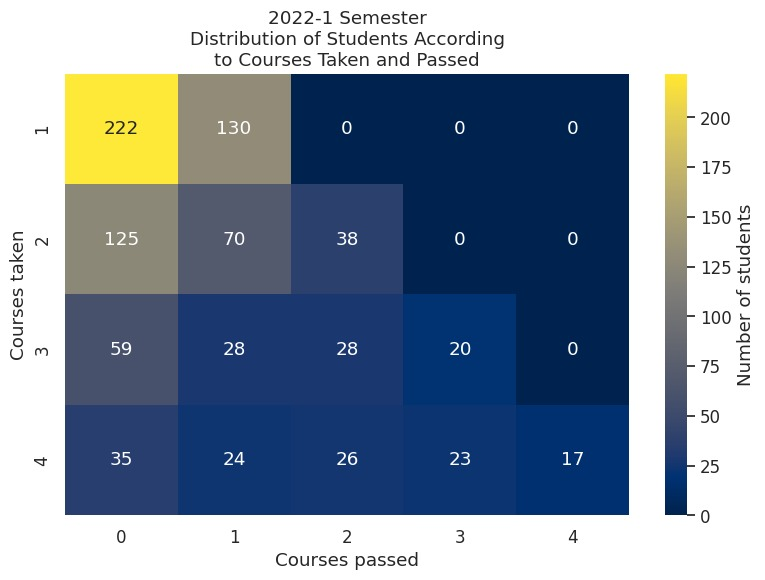 2022-1 Semester
Distribution of Students According
to Courses Taken and Passed
Courses taken
1
222 130 0 0 0
2
125 70 38 0 0
3
59 28 28 20 0
4
35 24 26 23 17
0 1 2 3 4
Courses passed
200
175
150
125
100
75
50
25
0
Number of students